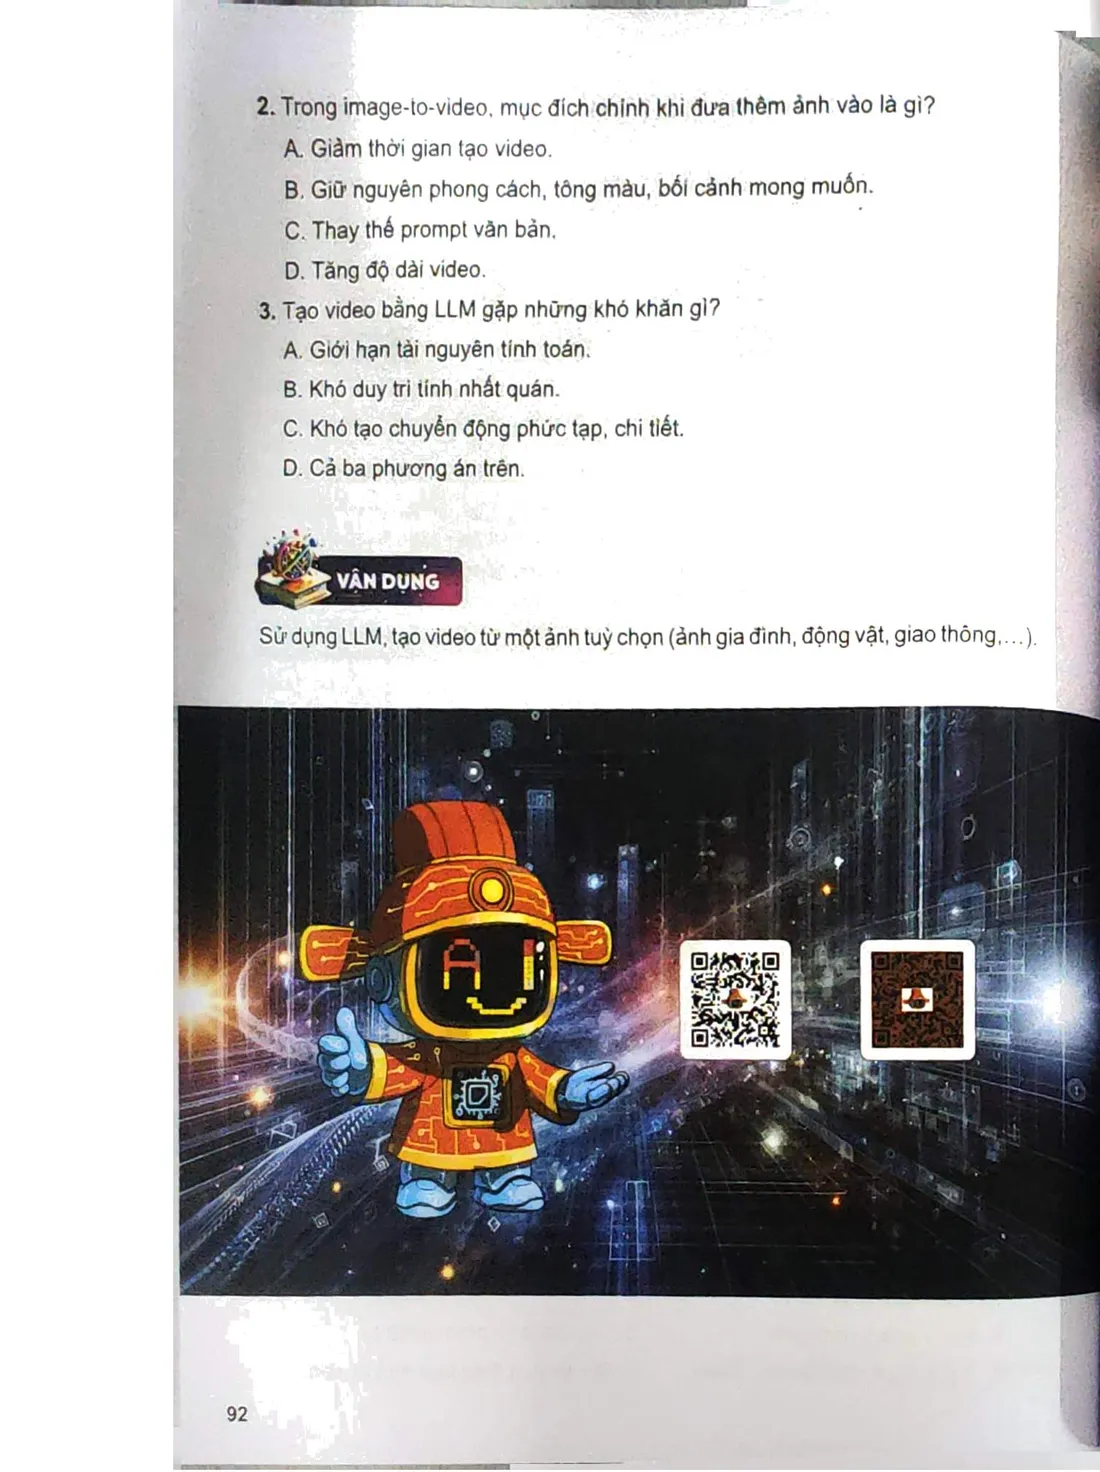 2. Trong image-to-video, mục đích chính khi đưa thêm ảnh vào là gì?
A. Giảm thời gian tạo video.
B. Giữ nguyên phong cách, tông màu, bối cảnh mong muốn.
C. Thay thế prompt văn bản.
D. Tăng độ dài video.
3. Tạo video bằng LLM gặp những khó khăn gì?
A. Giới hạn tài nguyên tính toán.
B. Khó duy trì tính nhất quán.
C. Khó tạo chuyển động phức tạp, chi tiết.
D. Cả ba phương án trên.
VẬN DỤNG
Sử dụng LLM, tạo video từ một ảnh tuỳ chọn (ảnh gia đình, động vật, giao thông,...).
AI
92